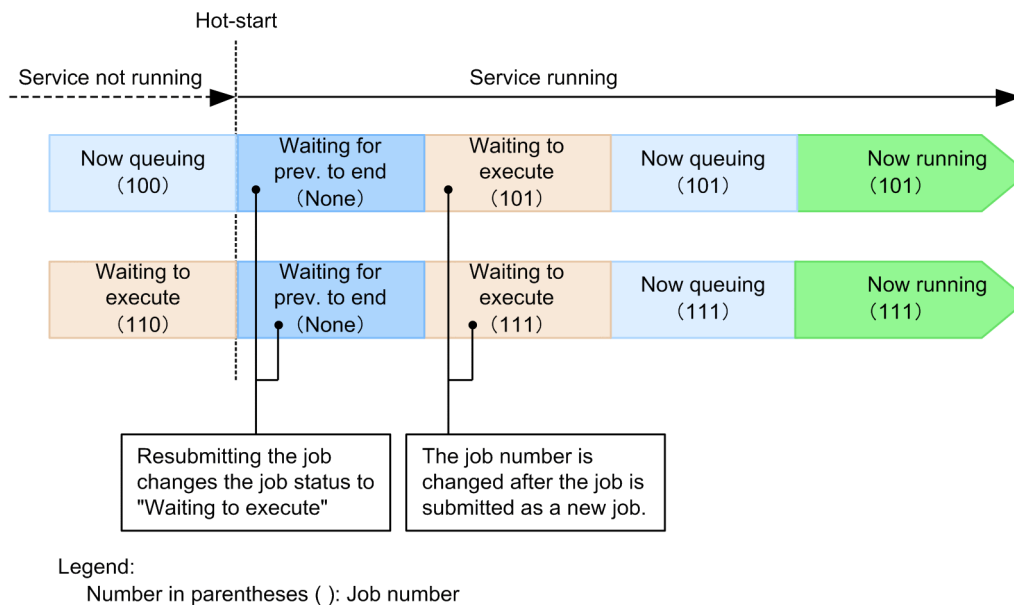 Hot-start
Service not running
Service running
Now queuing
（100）
Waiting for
prev. to end
（None）
Waiting to
execute
（101）
Now queuing
（101）
Now running
（101）
Waiting to
execute
（110）
Waiting for
prev. to end
（None）
Waiting to
execute
（111）
Now queuing
（111）
Now running
（111）
Resubmitting the job
changes the job status to
"Waiting to execute"
The job number is
changed after the job is
submitted as a new job.
Legend:
Number in parentheses ( ): Job number